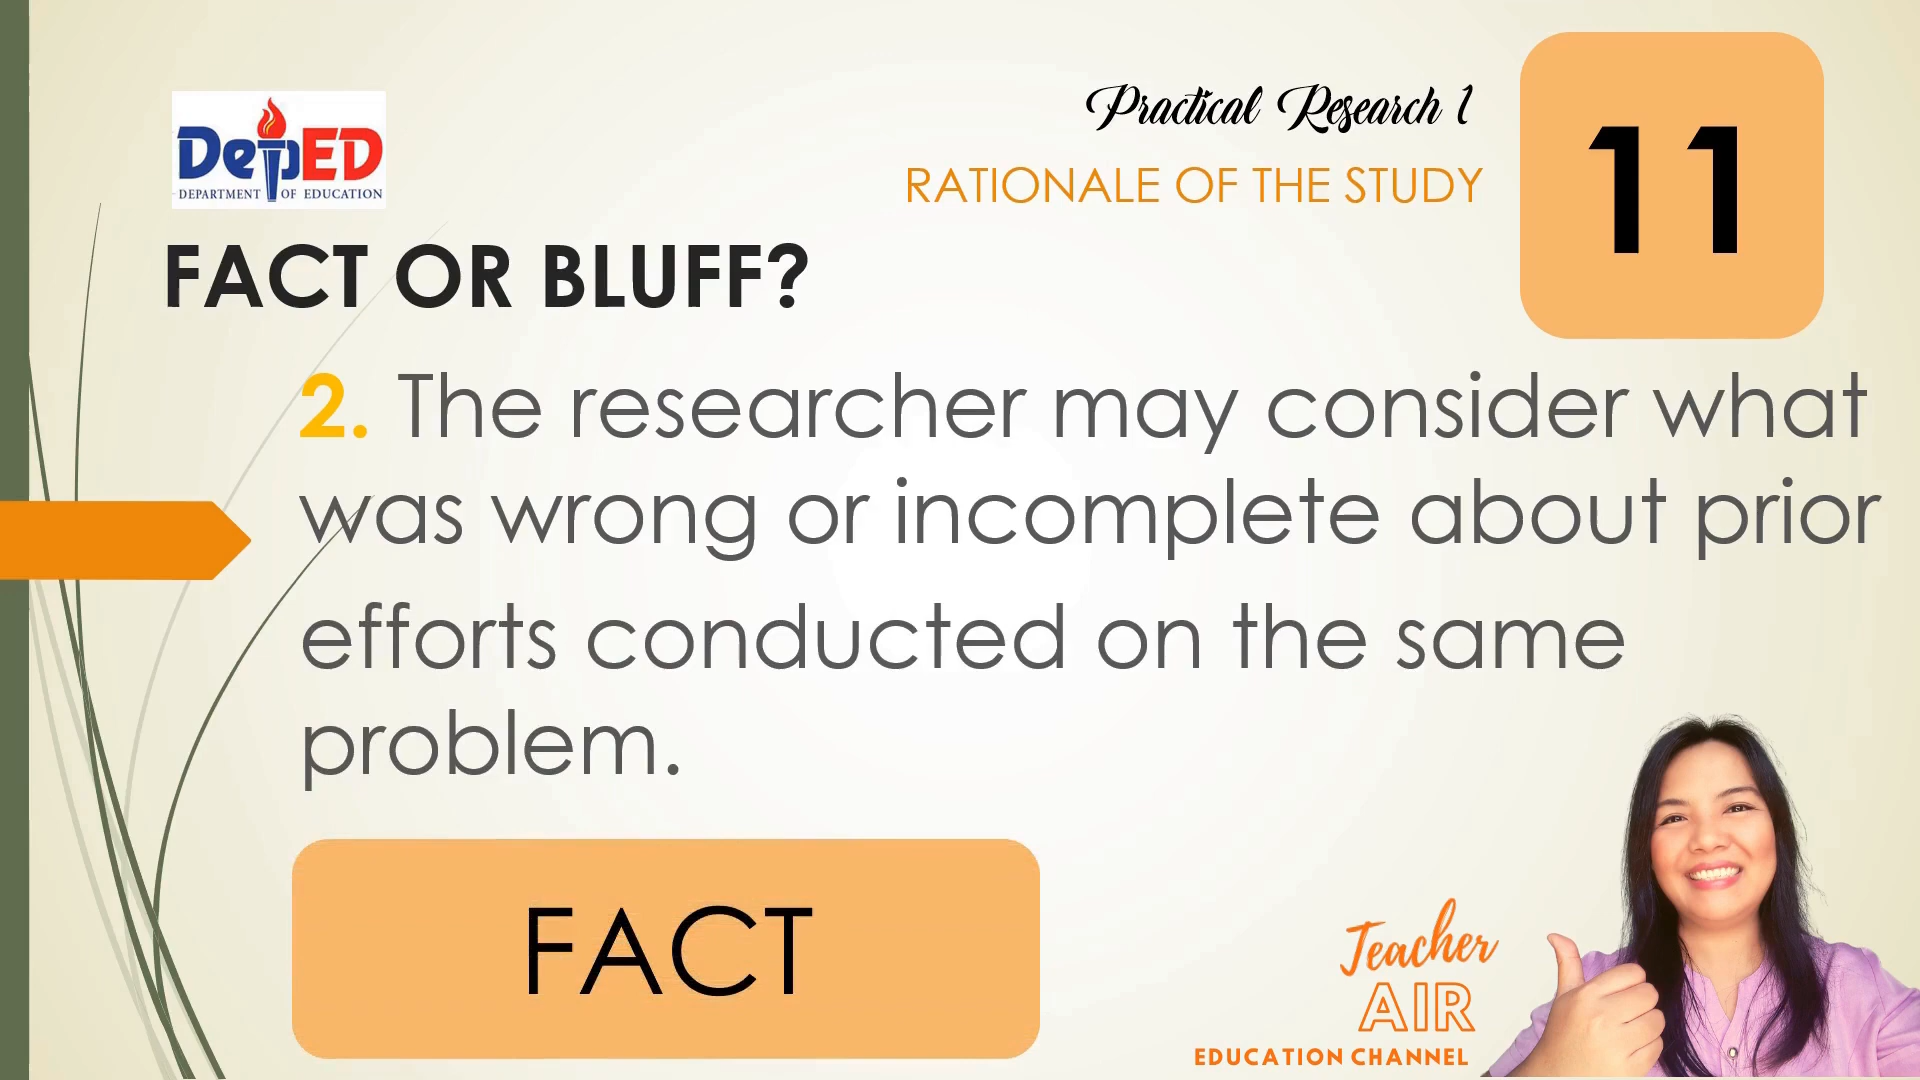 DepED
DEPARTMENT OF EDUCATION
Practical Research 1
RATIONALE OF THE STUDY
11
FACT OR BLUFF?
2. The researcher may consider what
was wrong or incomplete about prior
efforts conducted on the same
problem.
FACT
Teacher
AIR
EDUCATION CHANNEL